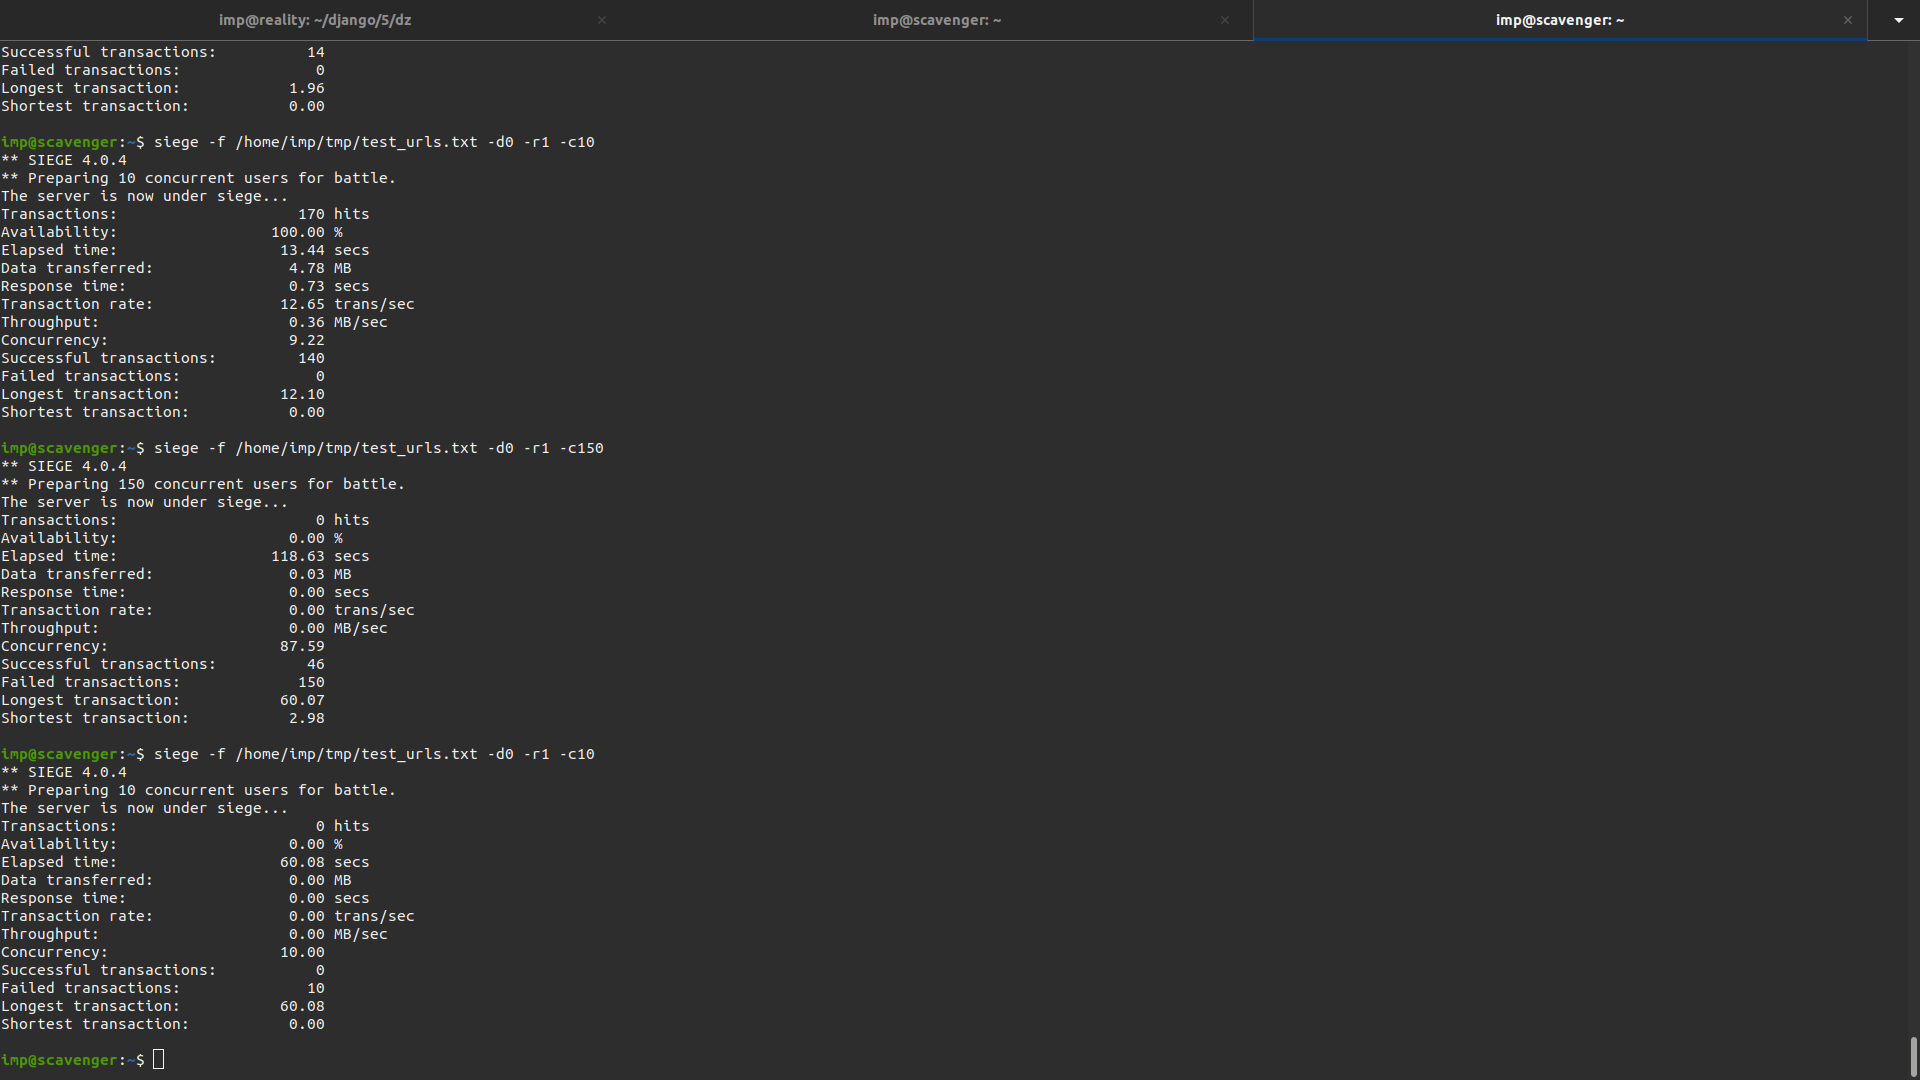 imp@reality: ~/django/5/dz × imp@scavenger: ~ × imp@scavenger: ~ ×
Successful transactions: 14
Failed transactions: 0
Longest transaction: 1.96
Shortest transaction: 0.00
imp@scavenger:~$ siege -f /home/imp/tmp/test_urls.txt -d0 -r1 -c10
** SIEGE 4.0.4
** Preparing 10 concurrent users for battle.
The server is now under siege...
Transactions: 170 hits
Availability: 100.00 %
Elapsed time: 13.44 secs
Data transferred: 4.78 MB
Response time: 0.73 secs
Transaction rate: 12.65 trans/sec
Throughput: 0.36 MB/sec
Concurrency: 9.22
Successful transactions: 140
Failed transactions: 0
Longest transaction: 12.10
Shortest transaction: 0.00
imp@scavenger:~$ siege -f /home/imp/tmp/test_urls.txt -d0 -r1 -c150
** SIEGE 4.0.4
** Preparing 150 concurrent users for battle.
The server is now under siege...
Transactions: 0 hits
Availability: 0.00 %
Elapsed time: 118.63 secs
Data transferred: 0.03 MB
Response time: 0.00 secs
Transaction rate: 0.00 trans/sec
Throughput: 0.00 MB/sec
Concurrency: 87.59
Successful transactions: 46
Failed transactions: 150
Longest transaction: 60.07
Shortest transaction: 2.98
imp@scavenger:~$ siege -f /home/imp/tmp/test_urls.txt -d0 -r1 -c10
** SIEGE 4.0.4
** Preparing 10 concurrent users for battle.
The server is now under siege...
Transactions: 0 hits
Availability: 0.00 %
Elapsed time: 60.08 secs
Data transferred: 0.00 MB
Response time: 0.00 secs
Transaction rate: 0.00 trans/sec
Throughput: 0.00 MB/sec
Concurrency: 10.00
Successful transactions: 0
Failed transactions: 10
Longest transaction: 60.08
Shortest transaction: 0.00
imp@scavenger:~$